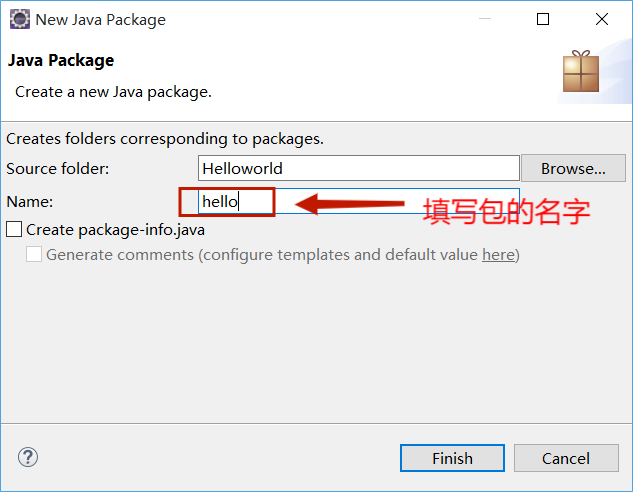 New Java Package
Java Package
Create a new Java package.
Creates folders corresponding to packages.
Source folder: Helloworld Browse...
Name: hello 填写包的名字
Create package-info.java
Generate comments (configure templates and default value here)
? Finish Cancel